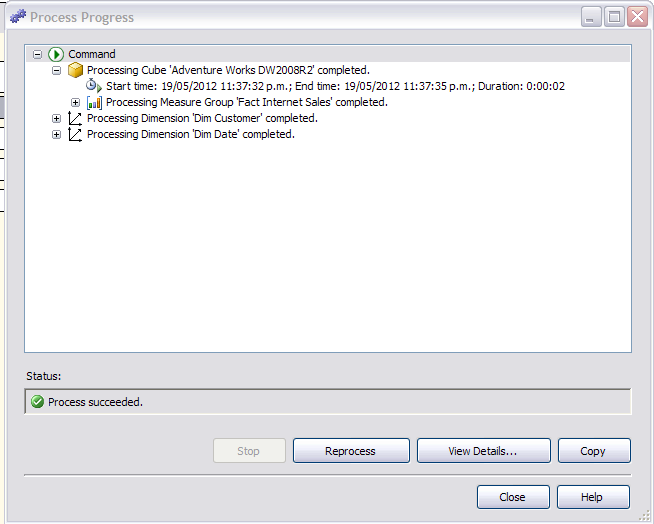 Process Progress
Command
Processing Cube 'Adventure Works DW2008R2' completed.
Start time: 19/05/2012 11:37:32 p.m.; End time: 19/05/2012 11:37:35 p.m.; Duration: 0:00:02
Processing Measure Group 'Fact Internet Sales' completed.
Processing Dimension 'Dim Customer' completed.
Processing Dimension 'Dim Date' completed.
Status:
Process succeeded.
Stop Reprocess View Details... Copy
Close Help